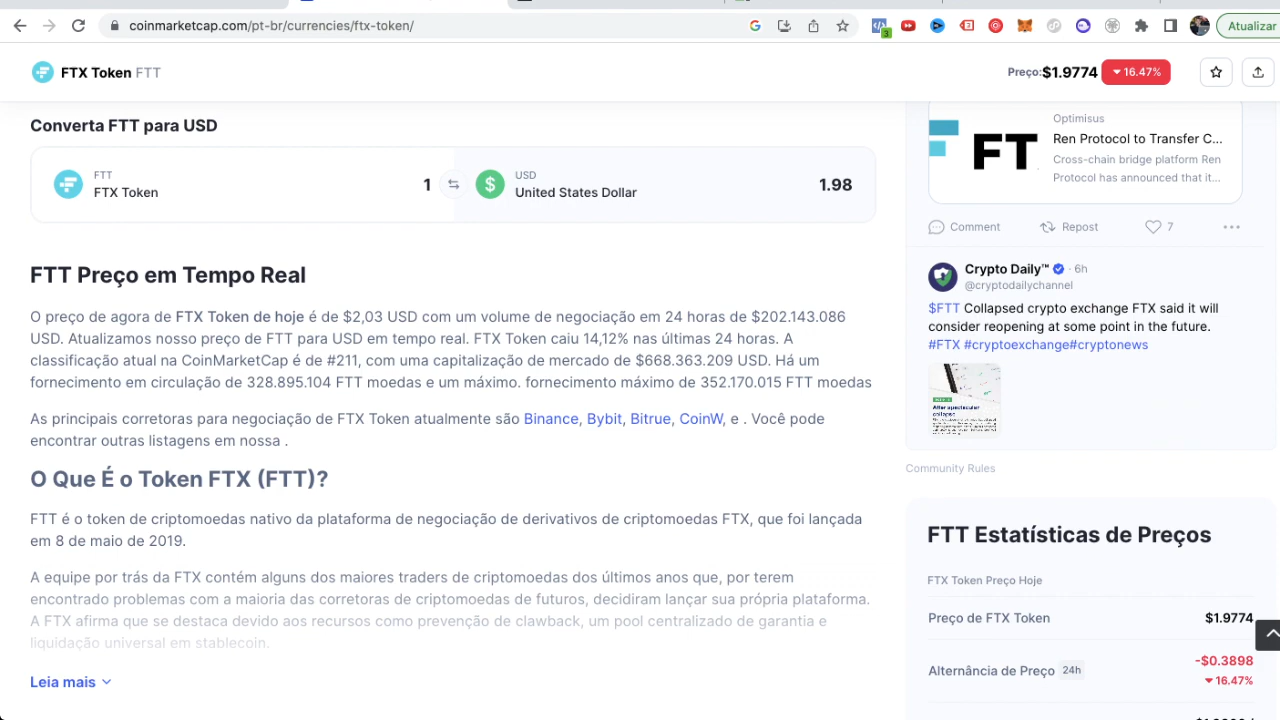 coinmarketcap.com/pt-br/currencies/ftx-token/
3
Atualizar
FTX Token FTT
Preço:$1.9774
16.47%
Converta FTT para USD
FTT
FTX Token
1
USD
United States Dollar
1.98
FTT Preço em Tempo Real
O preço de agora de FTX Token de hoje é de $2,03 USD com um volume de negociação em 24 horas de $202.143.086
USD. Atualizamos nosso preço de FTT para USD em tempo real. FTX Token caiu 14,12% nas últimas 24 horas. A
classificação atual na CoinMarketCap é de #211, com uma capitalização de mercado de $668.363.209 USD. Há um
fornecimento em circulação de 328.895.104 FTT moedas e um máximo. fornecimento máximo de 352.170.015 FTT moedas
As principais corretoras para negociação de FTX Token atualmente são Binance, Bybit, Bitrue, CoinW, e . Você pode
encontrar outras listagens em nossa .
O Que É o Token FTX (FTT)?
FTT é o token de criptomoedas nativo da plataforma de negociação de derivativos de criptomoedas FTX, que foi lançada
em 8 de maio de 2019.
A equipe por trás da FTX contém alguns dos maiores traders de criptomoedas dos últimos anos que, por terem
encontrado problemas com a maioria das corretoras de criptomoedas de futuros, decidiram lançar sua própria plataforma.
A FTX afirma que se destaca devido aos recursos como prevenção de clawback, um pool centralizado de garantia e
liquidação universal em stablecoin.
Leia mais
FT
Optimisus
Ren Protocol to Transfer C...
Cross-chain bridge platform Ren
Protocol has announced that it...
Comment
Repost
7
Crypto Daily™ · 6h
@cryptodailychannel
$FTT Collapsed crypto exchange FTX said it will
consider reopening at some point in the future.
#FTX #cryptoexchange#cryptonews
After spectacular
collapse
Community Rules
FTT Estatísticas de Preços
FTX Token Preço Hoje
Preço de FTX Token
$1.9774
Alternância de Preço 24h
-$0.3898
16.47%